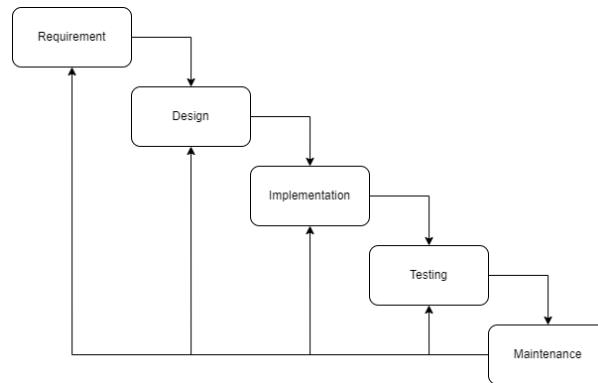 Requirement
Design
Implementation
Testing
Maintenance